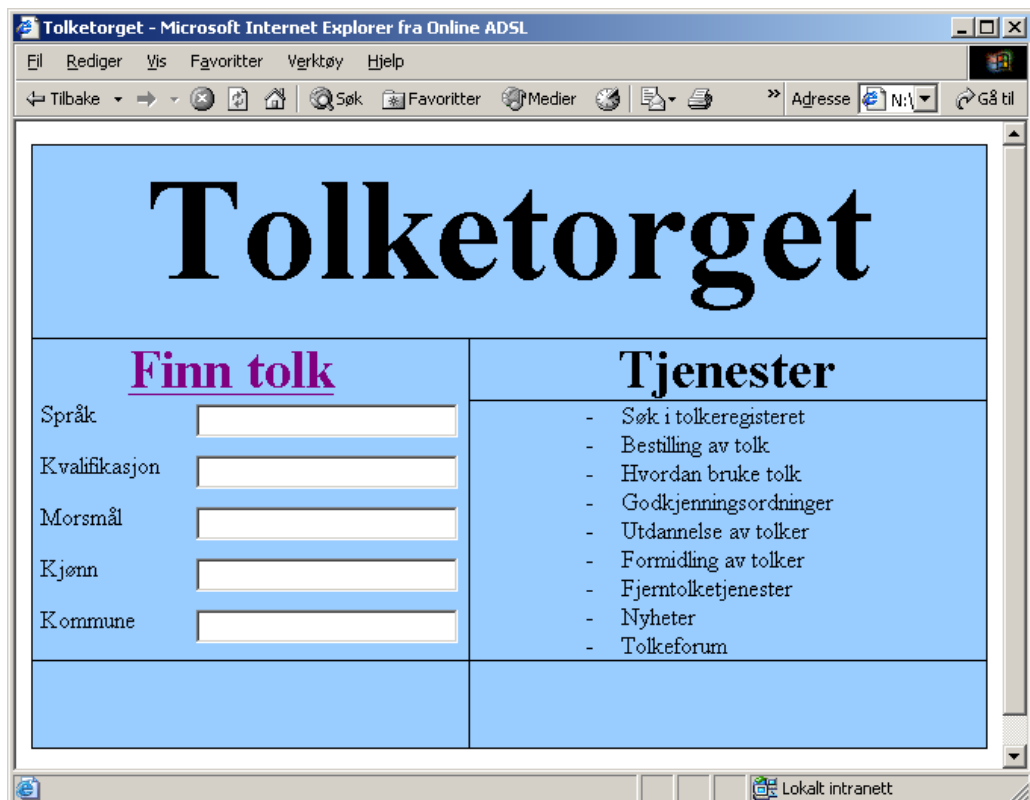 Tolketorget - Microsoft Internet Explorer fra Online ADSL
Fil Rediger Vis Favoritter Verktøy Hjelp
Tilbake Søk Favoritter Medier » Adresse N:\ Gå til
Tolketorget
Finn tolk
Språk
Kvalifikasjon
Morsmål
Kjønn
Kommune
Tjenester
- Søk i tolkeregisteret
- Bestilling av tolk
- Hvordan bruke tolk
- Godkjenningsordninger
- Utdannelse av tolker
- Formidling av tolker
- Fjerntolketjenester
- Nyheter
- Tolkeforum
Lokalt intranett